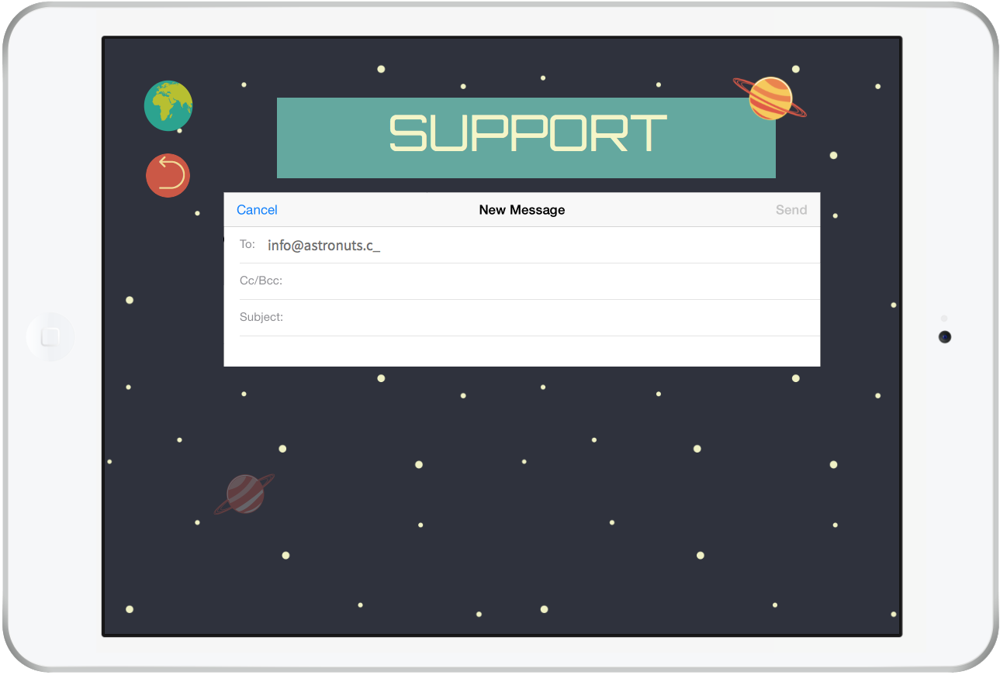 SUPPORT
Cancel New Message Send
To: info@astronuts.c_
Cc/Bcc:
Subject: